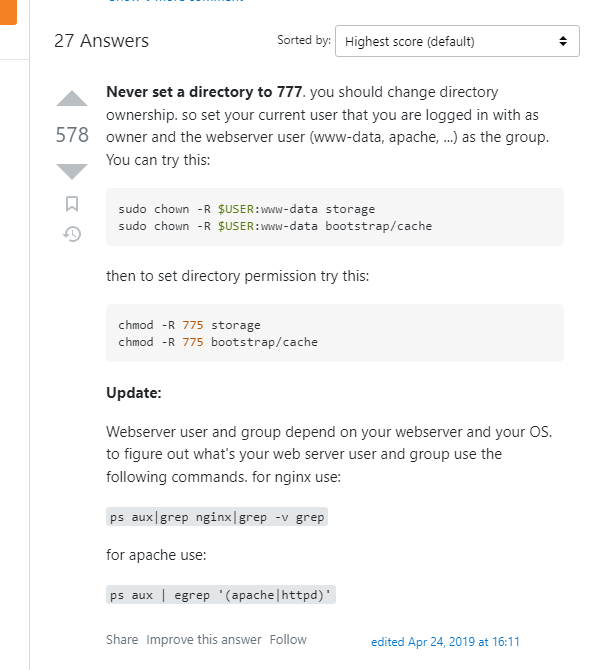 27 Answers
Sorted by:
Highest score (default)
578
Never set a directory to 777. you should change directory
ownership. so set your current user that you are logged in with as
owner and the webserver user (www-data, apache, ...) as the group.
You can try this:
sudo chown -R $USER:www-data storage
sudo chown -R $USER:www-data bootstrap/cache
then to set directory permission try this:
chmod -R 775 storage
chmod -R 775 bootstrap/cache
Update:
Webserver user and group depend on your webserver and your OS.
to figure out what's your web server user and group use the
following commands. for nginx use:
ps aux|grep nginx|grep -v grep
for apache use:
ps aux | egrep '(apache|httpd)'
Share Improve this answer Follow
edited Apr 24, 2019 at 16:11